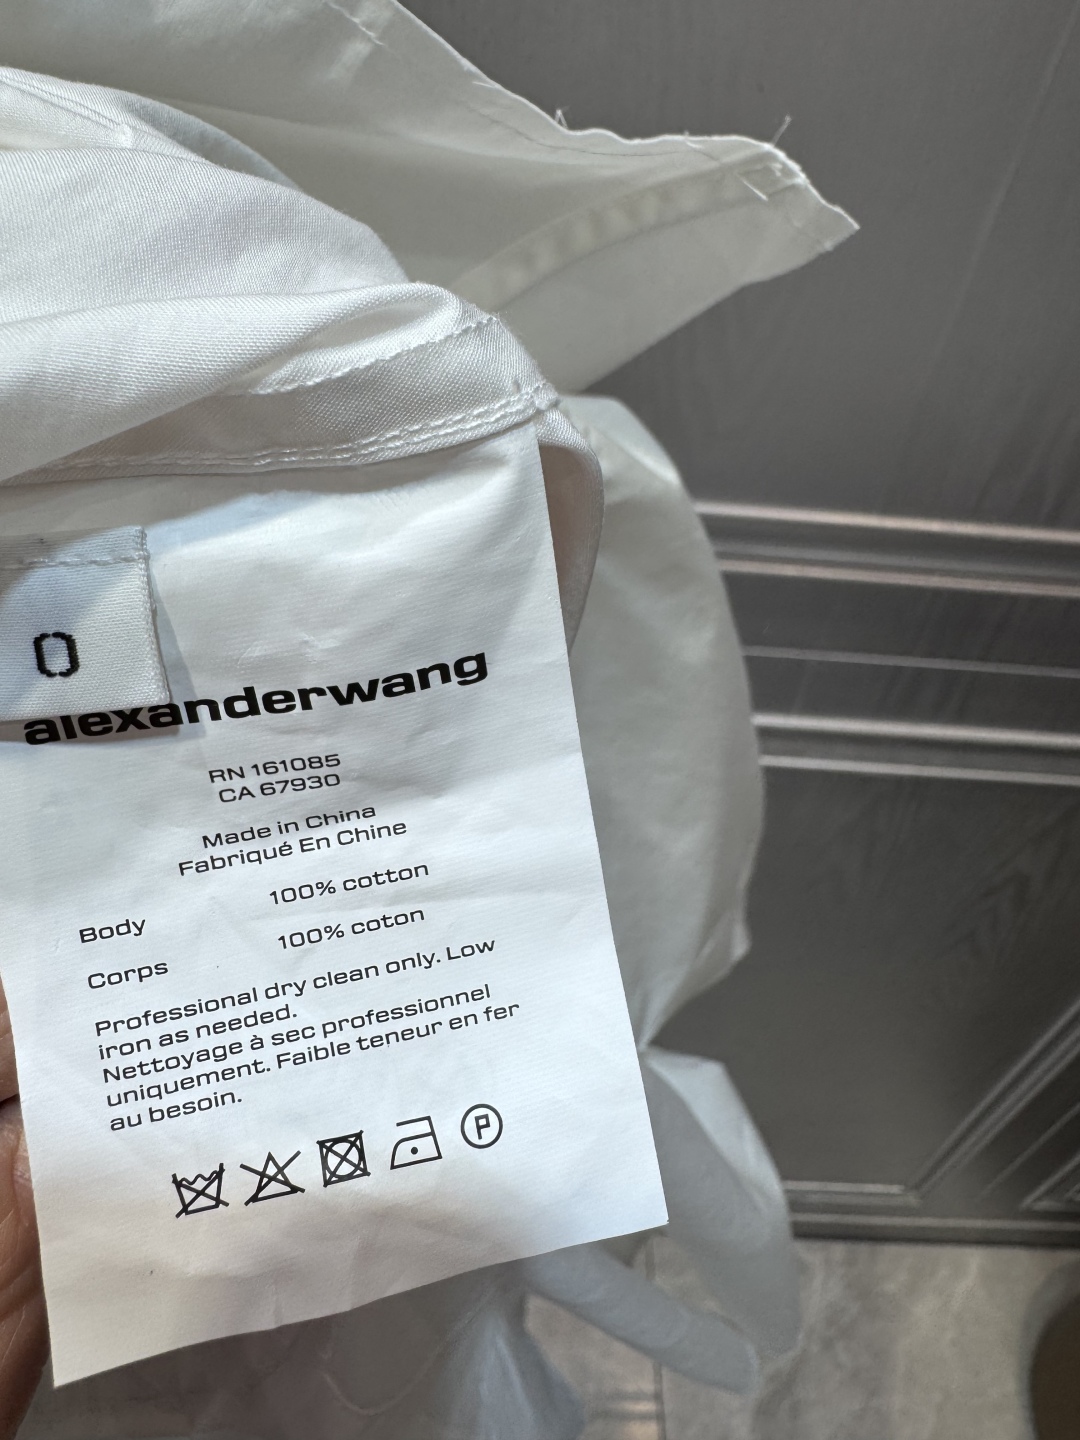 0
alexanderwang
RN 161085
CA 67930
Made in China
Fabriqué En Chine
Body 100% cotton
Corps 100% coton
Professional dry clean only. Low
iron as needed.
Nettoyage à sec professionnel
uniquement. Faible teneur en fer
au besoin.
P